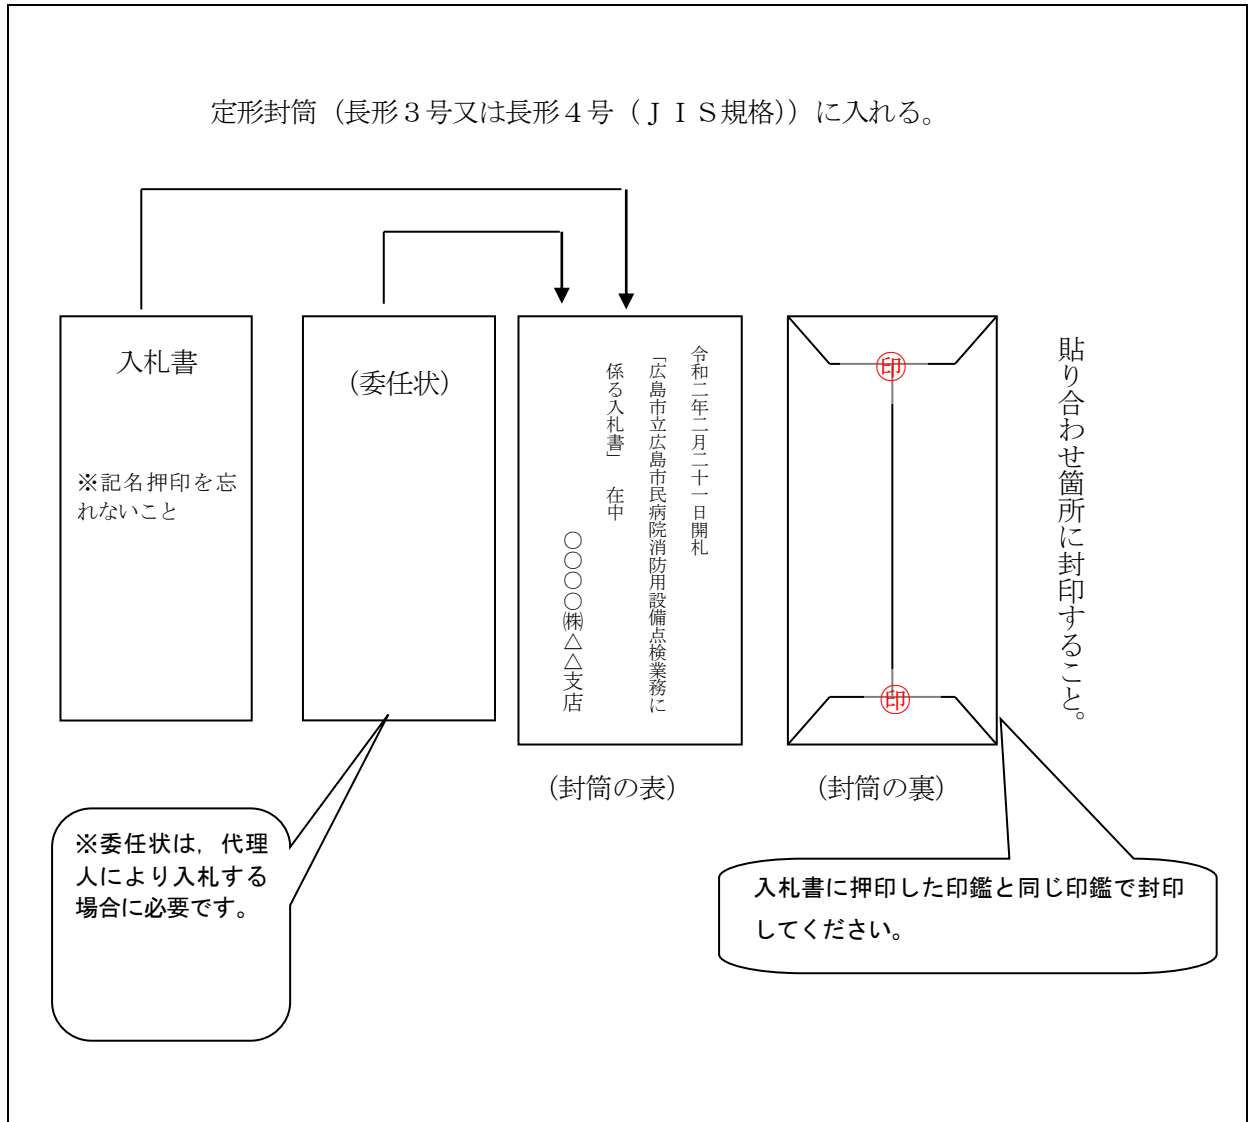 定形封筒（長形３号又は長形４号（ＪＩＳ規格））に入れる。
入札書
※記名押印を忘
れないこと
（委任状）
令和二年二月二十一日開札
「広島市立広島市民病院消防用設備点検業務に
係る入札書」　在中
〇〇〇〇㈱△△支店
（封筒の表）
印
印
（封筒の裏）
貼り合わせ箇所に封印すること。
※委任状は，代理
人により入札する
場合に必要です。
入札書に押印した印鑑と同じ印鑑で封印
してください。